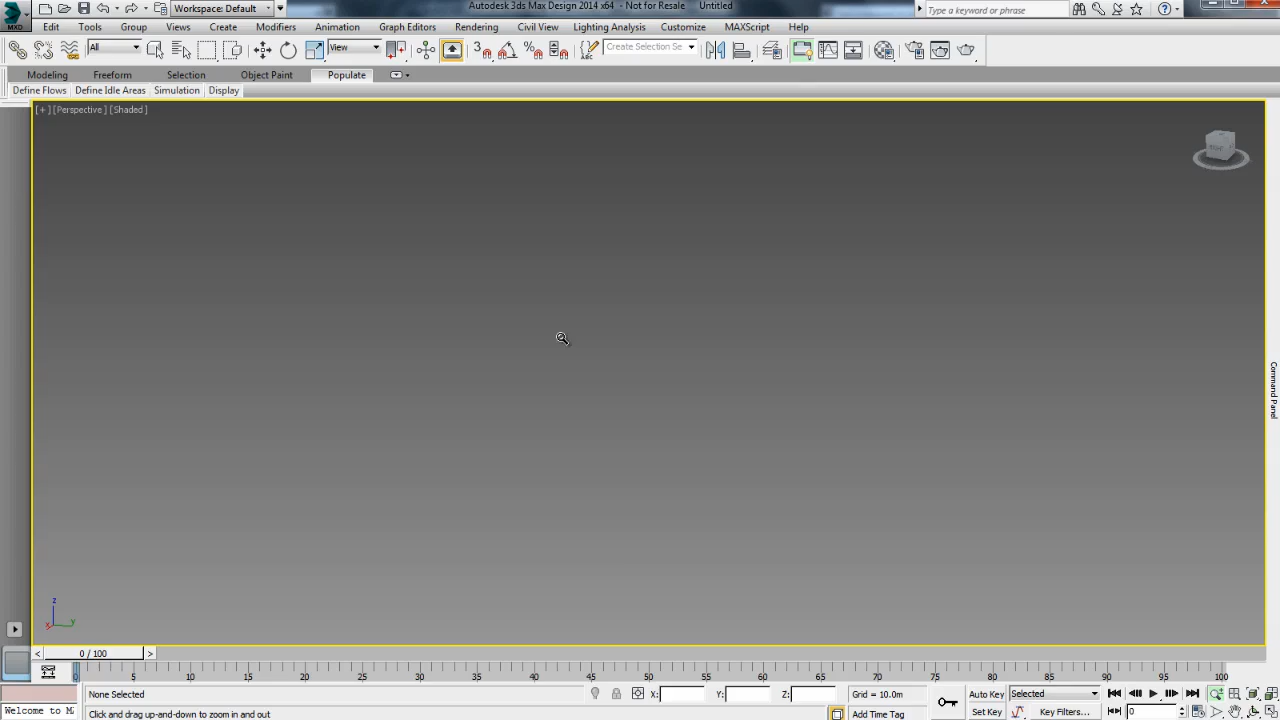 Workspace: Default
Autodesk 3ds Max Design 2014 x64 - Not for Resale Untitled
Type a keyword or phrase
MXD
Edit Tools Group Views Create Modifiers Animation Graph Editors Rendering Civil View Lighting Analysis Customize MAXScript Help
All
View
3
Create Selection Se
Modeling Freeform Selection Object Paint Populate
Define Flows Define Idle Areas Simulation Display
[+] [Perspective] [Shaded]
Command Panel
z
x
y
< 0 / 100 >
0 5 10 15 20 25 30 35 40 45 50 55 60 65 70 75 80 85 90 95 100
None Selected X: Y: Z: Grid = 10.0m Auto Key Selected
Welcome to M. Click and drag up-and-down to zoom in and out Add Time Tag Set Key Key Filters... 0